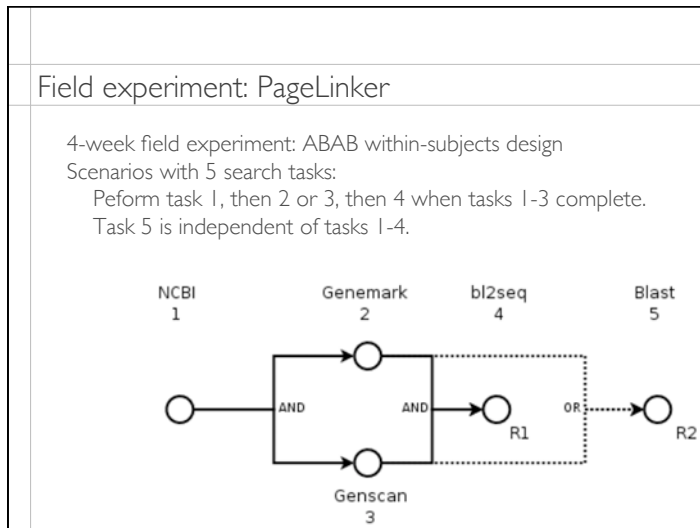 Field experiment: PageLinker
4-week field experiment: ABAB within-subjects design
Scenarios with 5 search tasks:
Peform task 1, then 2 or 3, then 4 when tasks 1-3 complete.
Task 5 is independent of tasks 1-4.
NCBI
1
Genemark
2
bl2seq
4
Blast
5
AND
AND
OR
R1
R2
Genscan
3